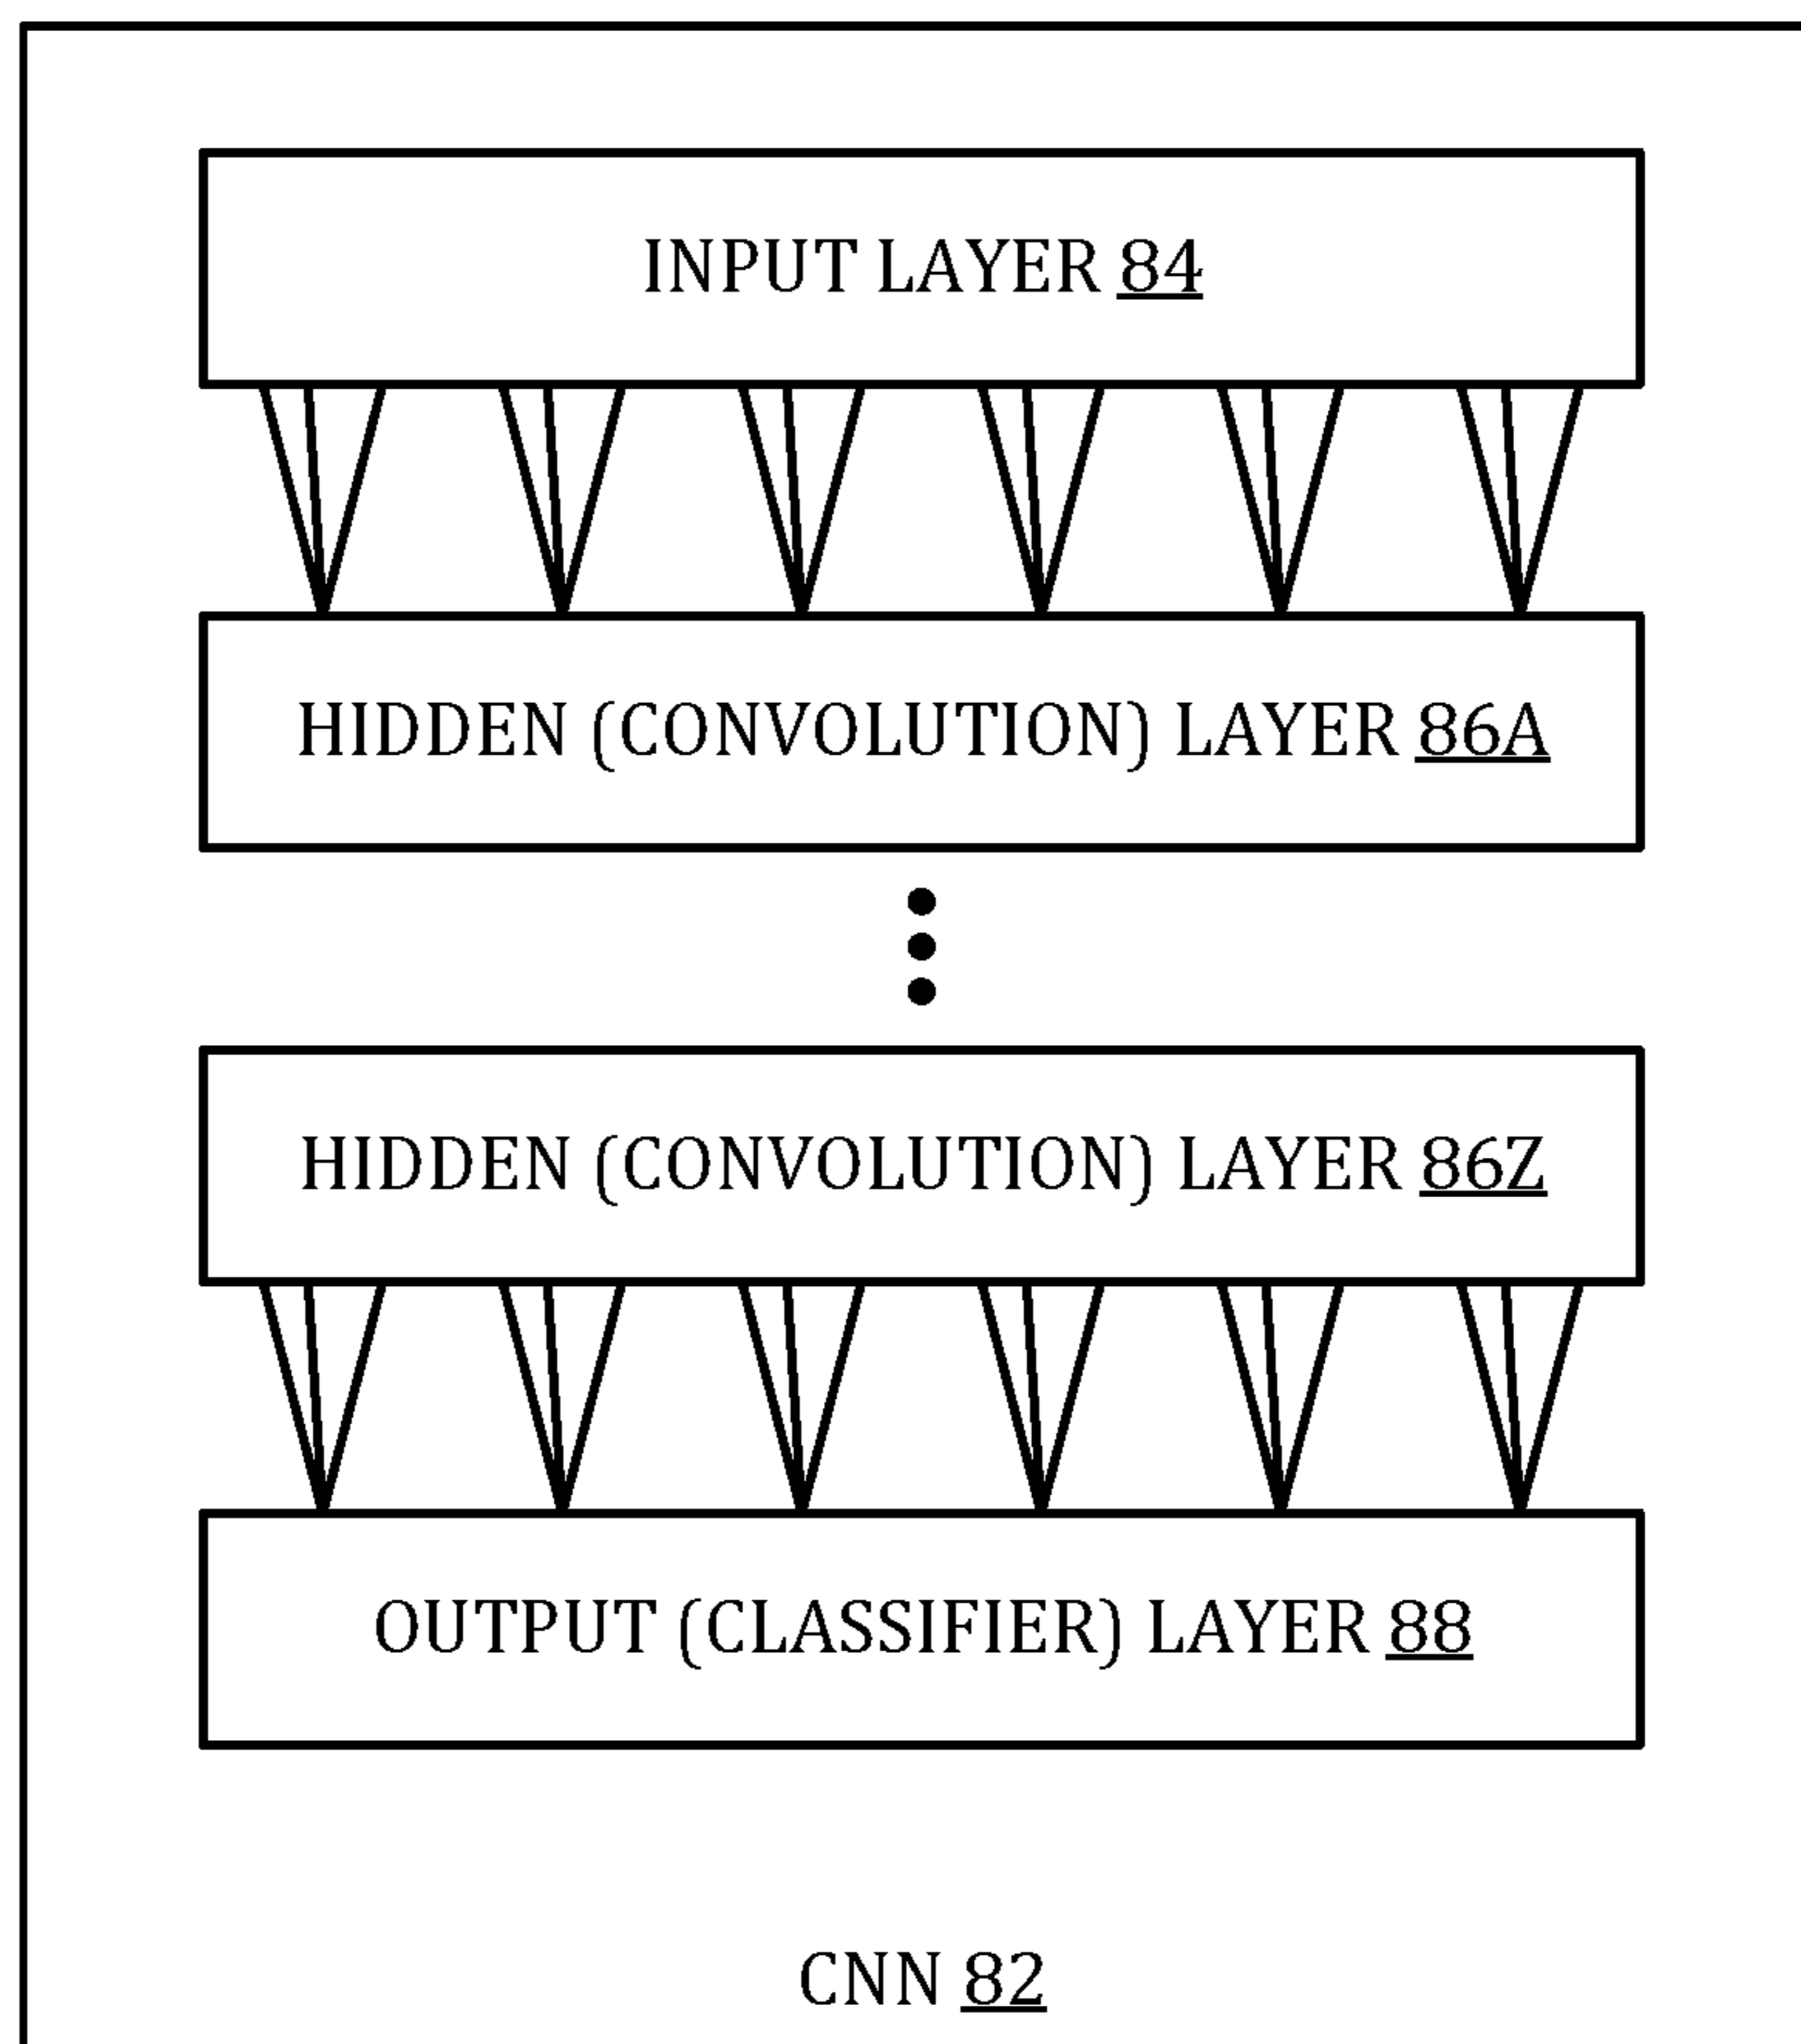 INPUT LAYER 84
HIDDEN (CONVOLUTION) LAYER 86A
HIDDEN (CONVOLUTION) LAYER 86Z
OUTPUT (CLASSIFIER) LAYER 88
CNN 82